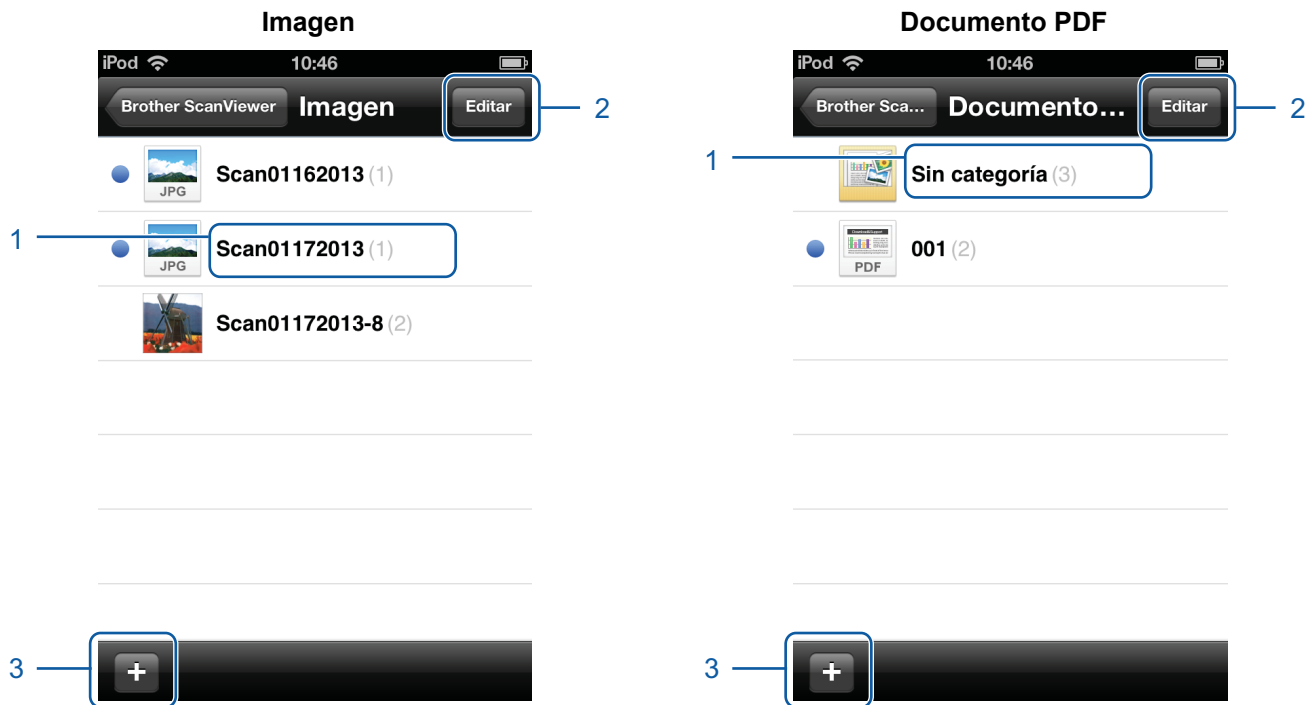 Imagen
iPod 10:46
Brother ScanViewer Imagen Editar
2
JPG Scan01162013 (1)
1
JPG Scan01172013 (1)
Scan01172013-8 (2)
3
+
Documento PDF
iPod 10:46
Brother Sca... Documento... Editar
2
1
Sin categoría (3)
PDF 001 (2)
3
+